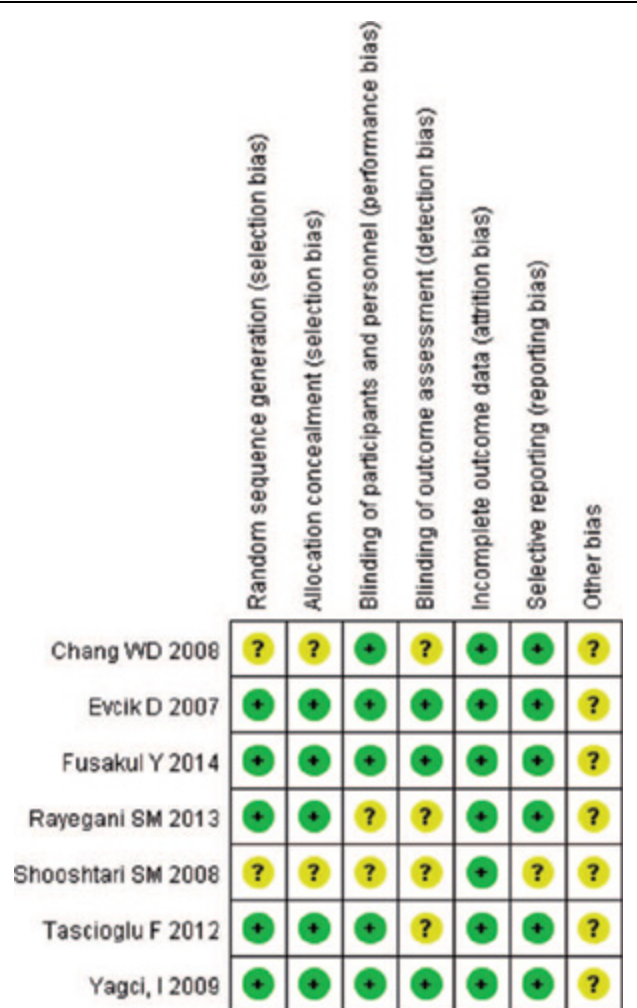 Random sequence generation (selection bias)
Allocation concealment (selection bias)
Blinding of participants and personnel (performance bias)
Blinding of outcome assessment (detection bias)
Incomplete outcome data (attrition bias)
Selective reporting (reporting bias)
Other bias
Chang WD 2008 ? ? + ? + + ?
Evcik D 2007 + + + + + + ?
Fusakul Y 2014 + + + + + + ?
Rayegani SM 2013 + + ? ? + + ?
Shooshtari SM 2008 ? ? ? ? + ? ?
Tascioglu F 2012 + + + ? + + ?
Yagci, I 2009 + + + + + + ?